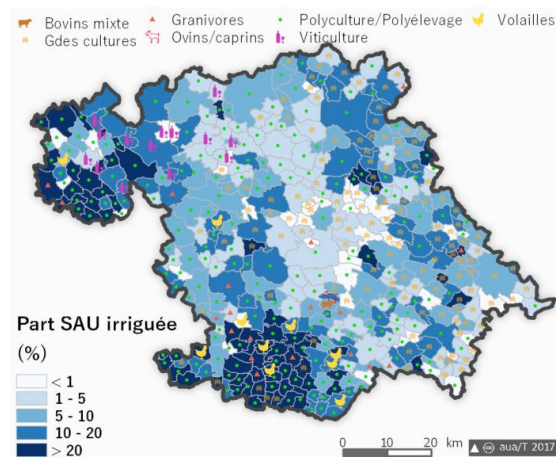 Bovins mixte Granivores Polyculture/Polyélevage Volailles
Gdes cultures Ovins/caprins Viticulture
Part SAU irriguée
(%)
< 1
1 - 5
5 - 10
10 - 20
> 20
0 10 20 km
aua/T 2017